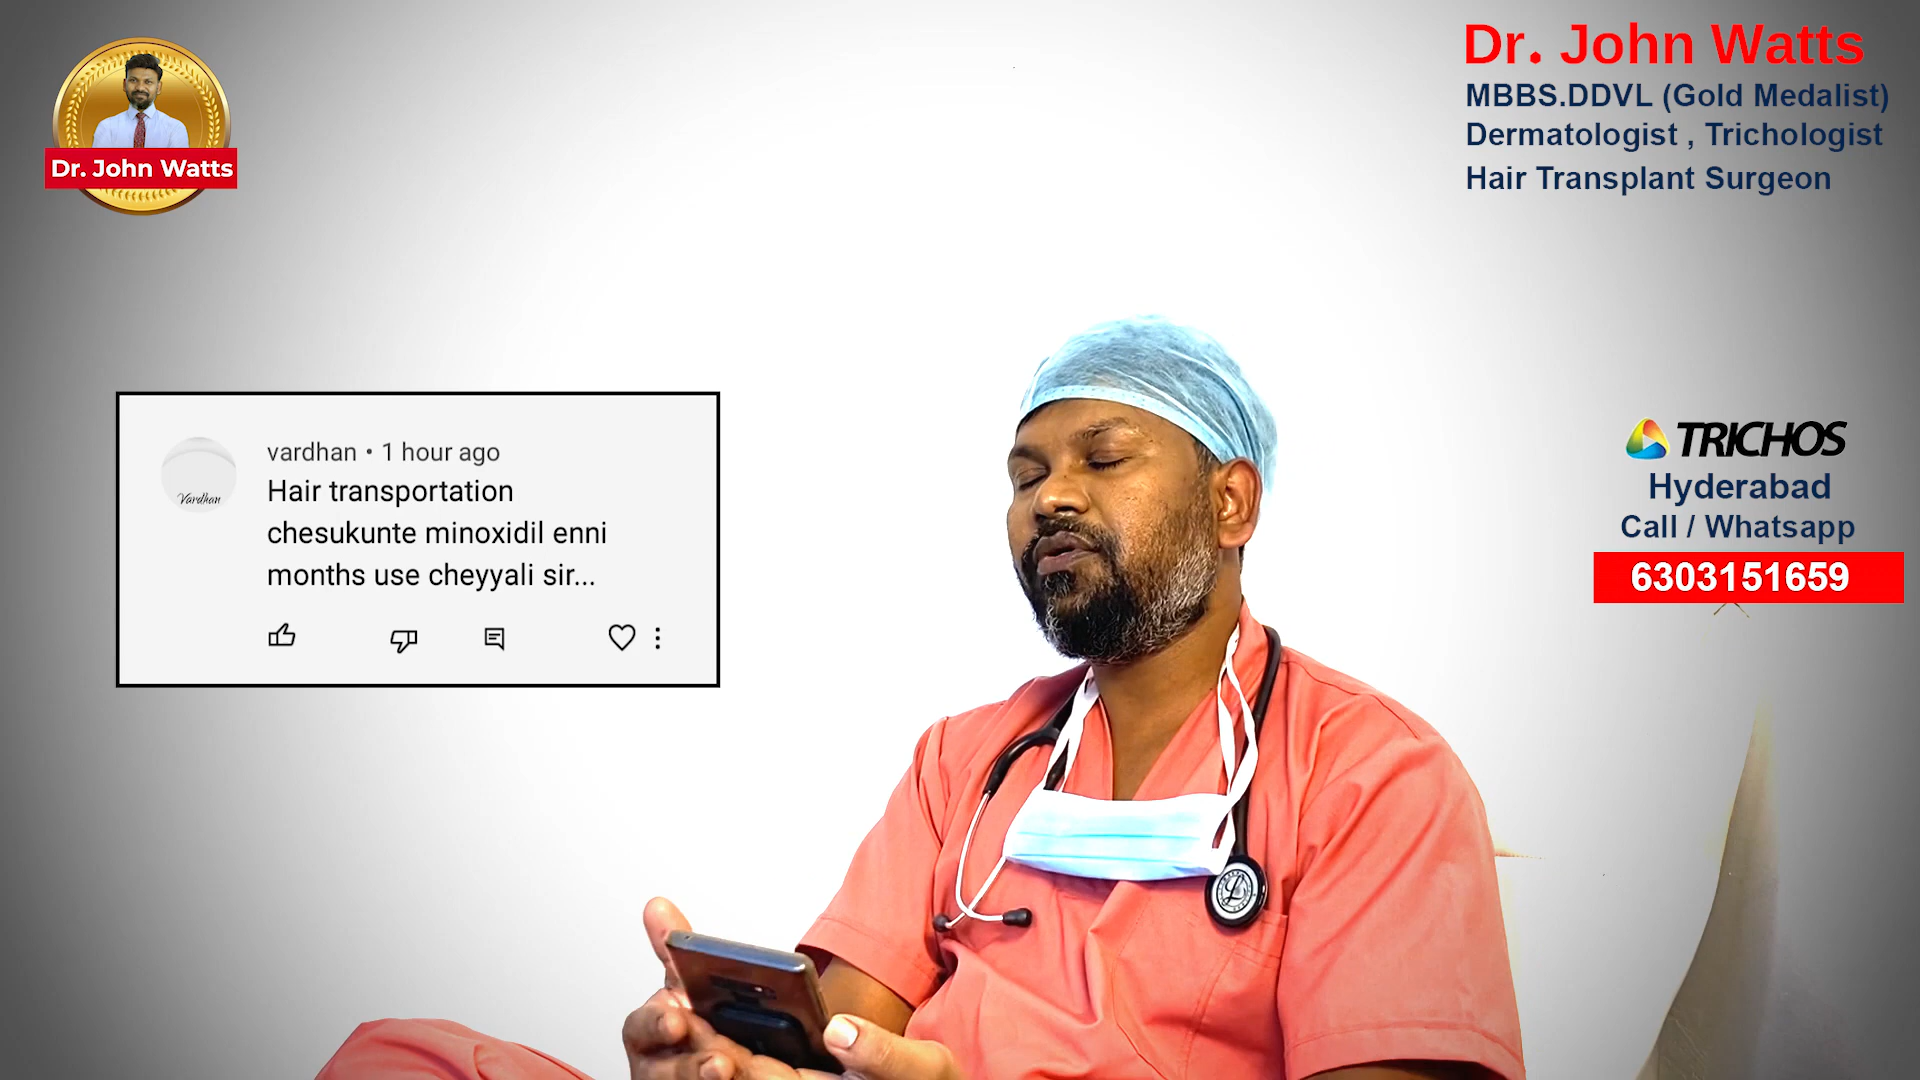 Dr. John Watts
Dr. John Watts
MBBS.DDVL (Gold Medalist)
Dermatologist , Trichologist
Hair Transplant Surgeon
vardhan • 1 hour ago
Vardhan
Hair transportation
chesukunte minoxidil enni
months use cheyyali sir...
TRICHOS
Hyderabad
Call / Whatsapp
6303151659